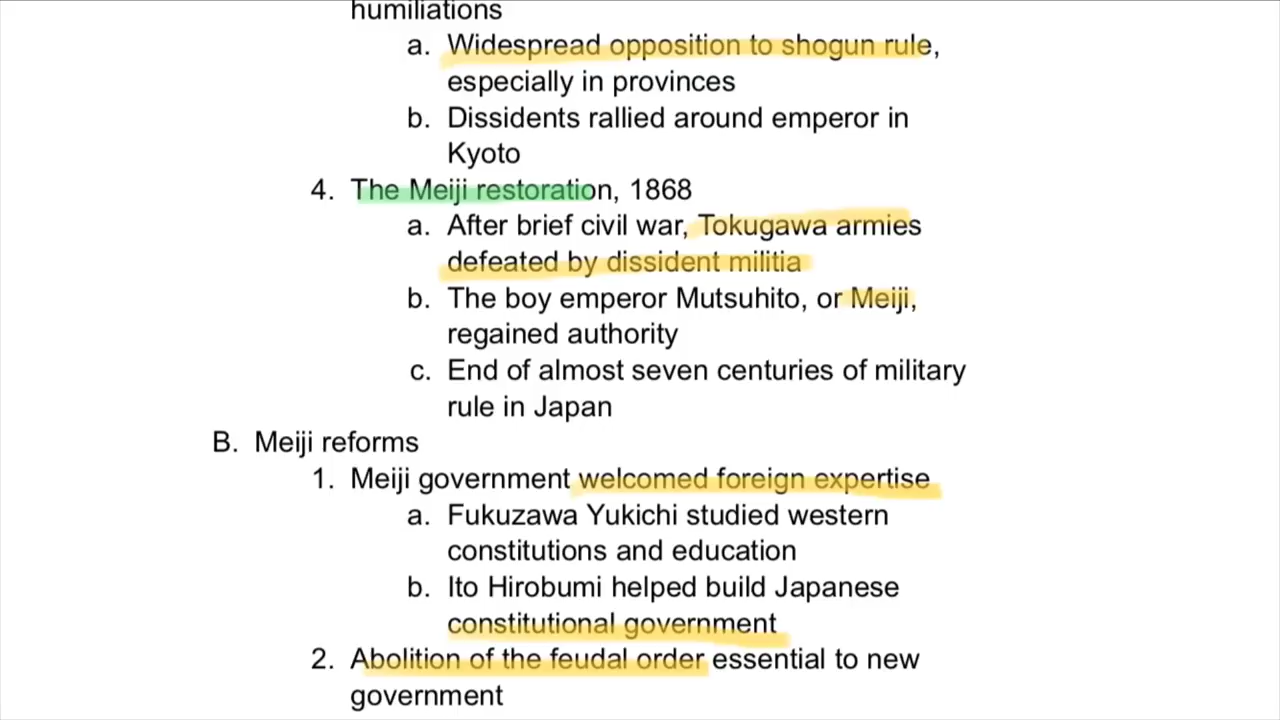 humiliations
a. Widespread opposition to shogun rule,
especially in provinces
b. Dissidents rallied around emperor in
Kyoto
4. The Meiji restoration, 1868
a. After brief civil war, Tokugawa armies
defeated by dissident militia
b. The boy emperor Mutsuhito, or Meiji,
regained authority
c. End of almost seven centuries of military
rule in Japan
B. Meiji reforms
1. Meiji government welcomed foreign expertise
a. Fukuzawa Yukichi studied western
constitutions and education
b. Ito Hirobumi helped build Japanese
constitutional government
2. Abolition of the feudal order essential to new
government